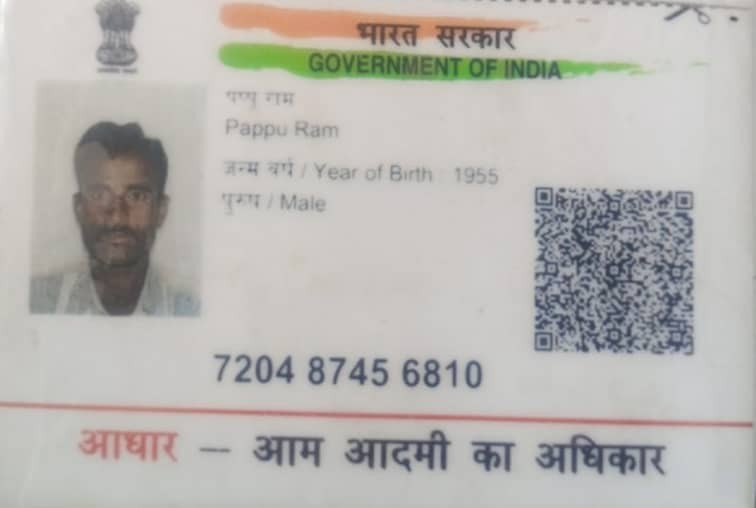 भारत सरकार
GOVERNMENT OF INDIA
पप्पु राम
Pappu Ram
जन्म वर्ष / Year of Birth : 1955
पुरुष / Male
7204 8745 6810
आधार — आम आदमी का अधिकार